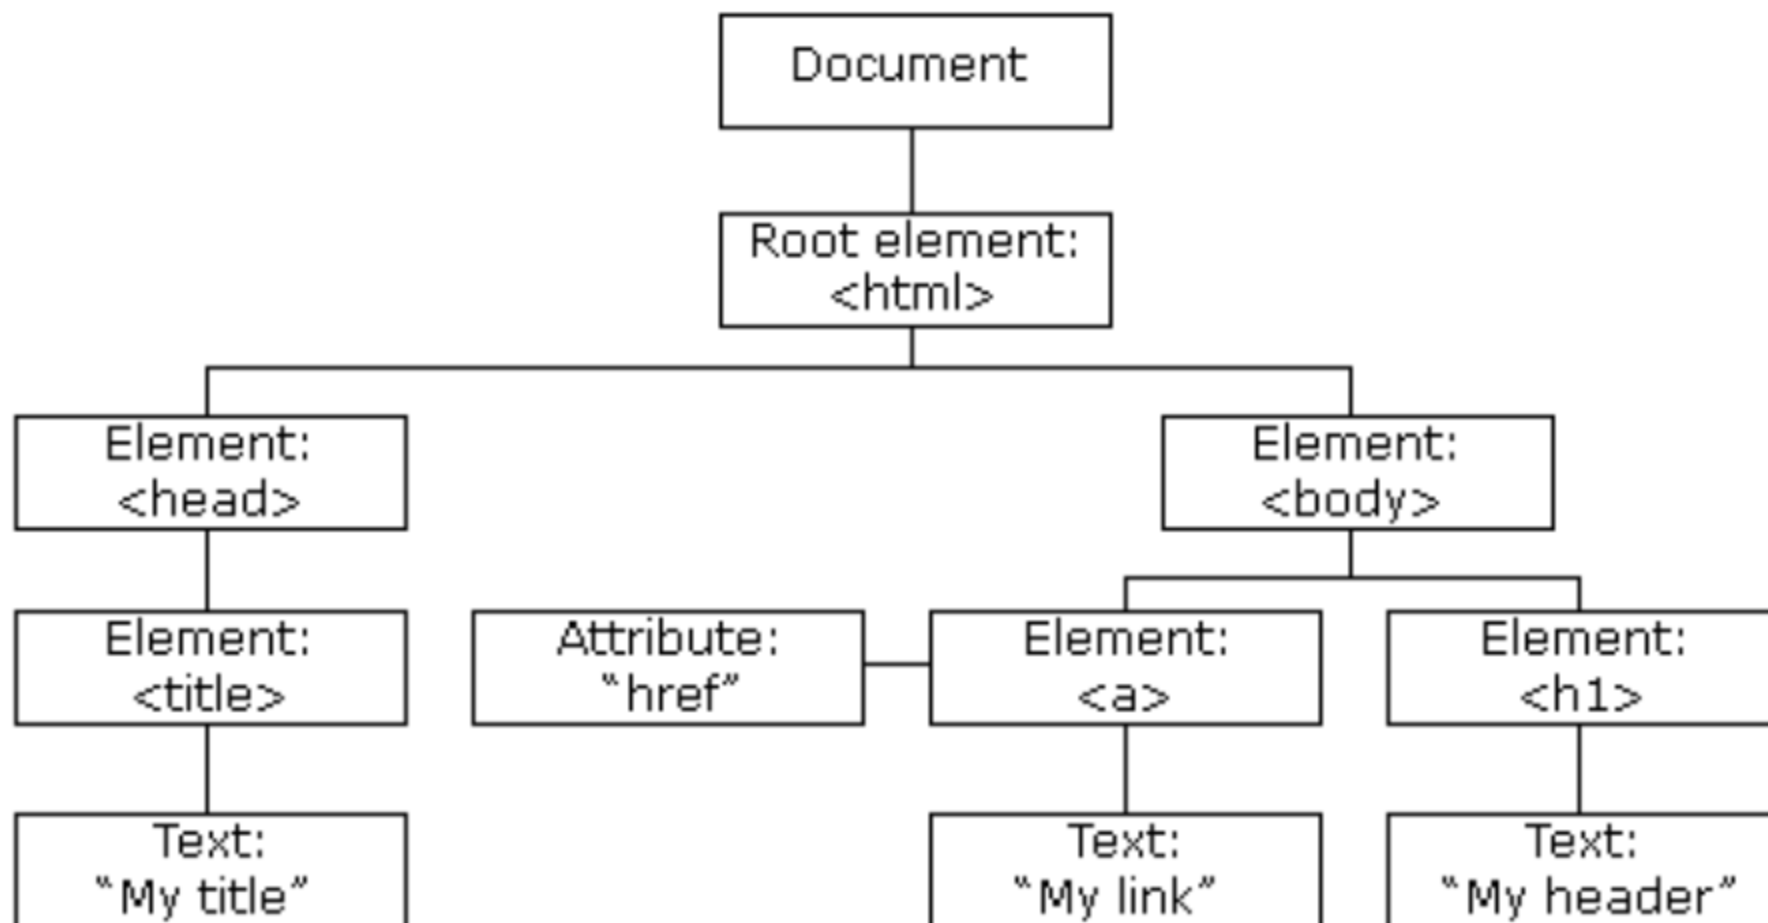 Document
Root element:
<html>
Element:
<head>
Element:
<body>
Element:
<title>
Attribute:
“href”
Element:
<a>
Element:
<h1>
Text:
“My title”
Text:
“My link”
Text:
“My header”